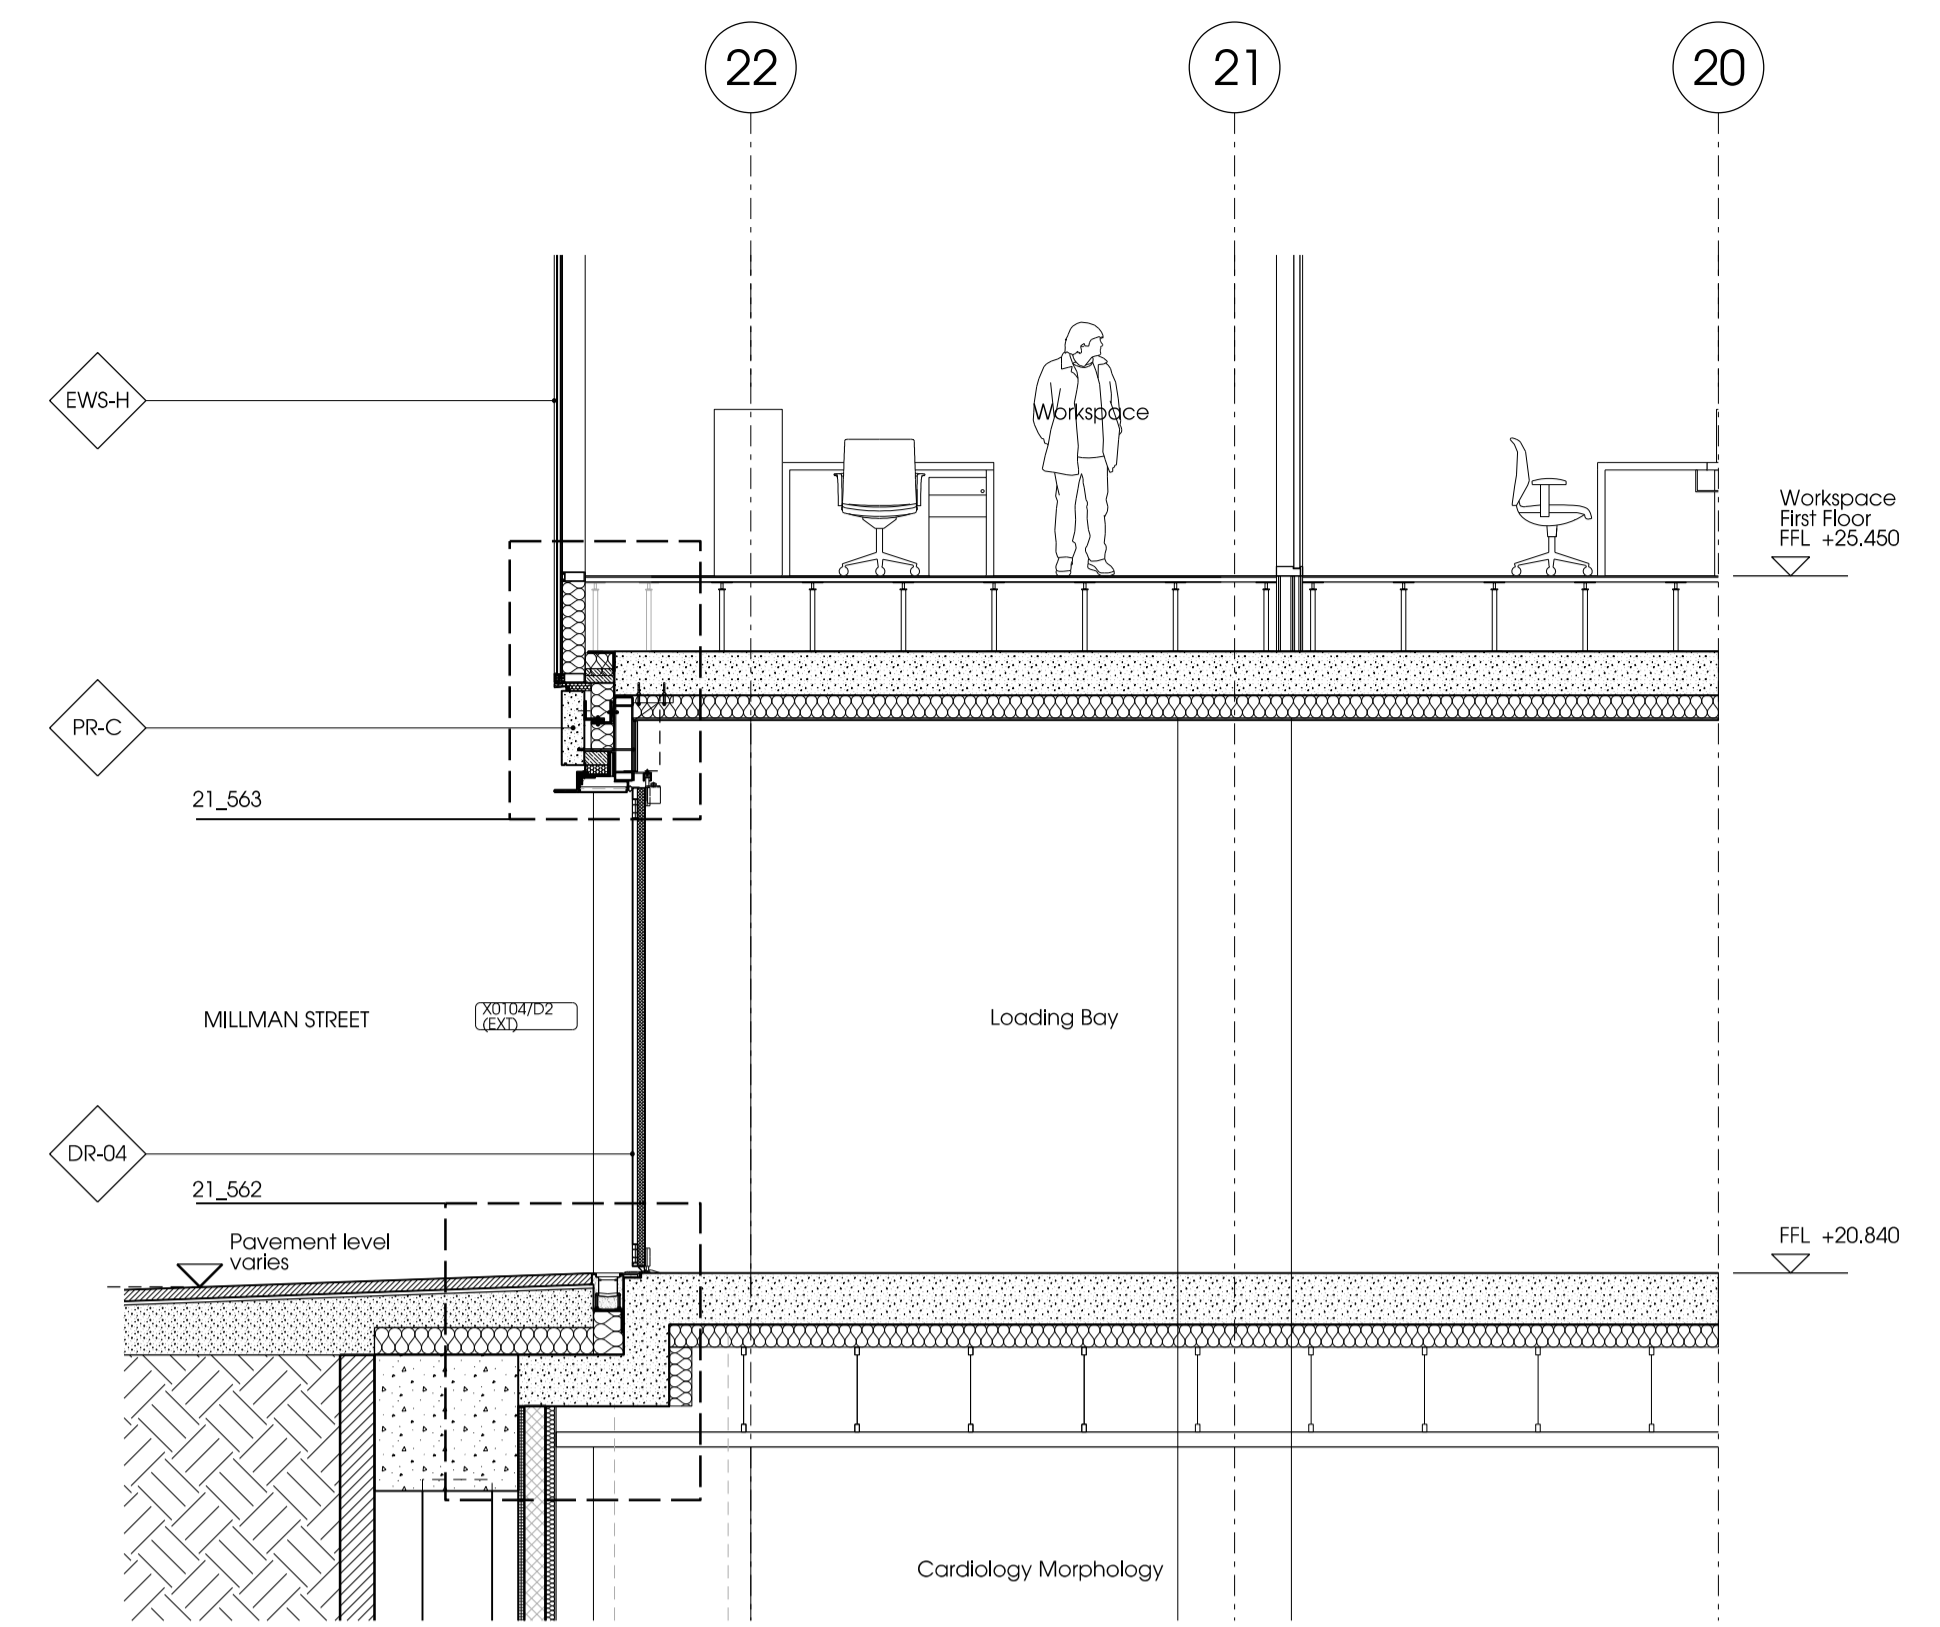 22
21
20
EWS-H
Workspace
Workspace
First Floor
FFL +25.450
PR-C
21_563
MILLMAN STREET
X0104/D2
(EXT)
Loading Bay
DR-04
21_562
Pavement level
varies
FFL +20.840
Cardiology Morphology